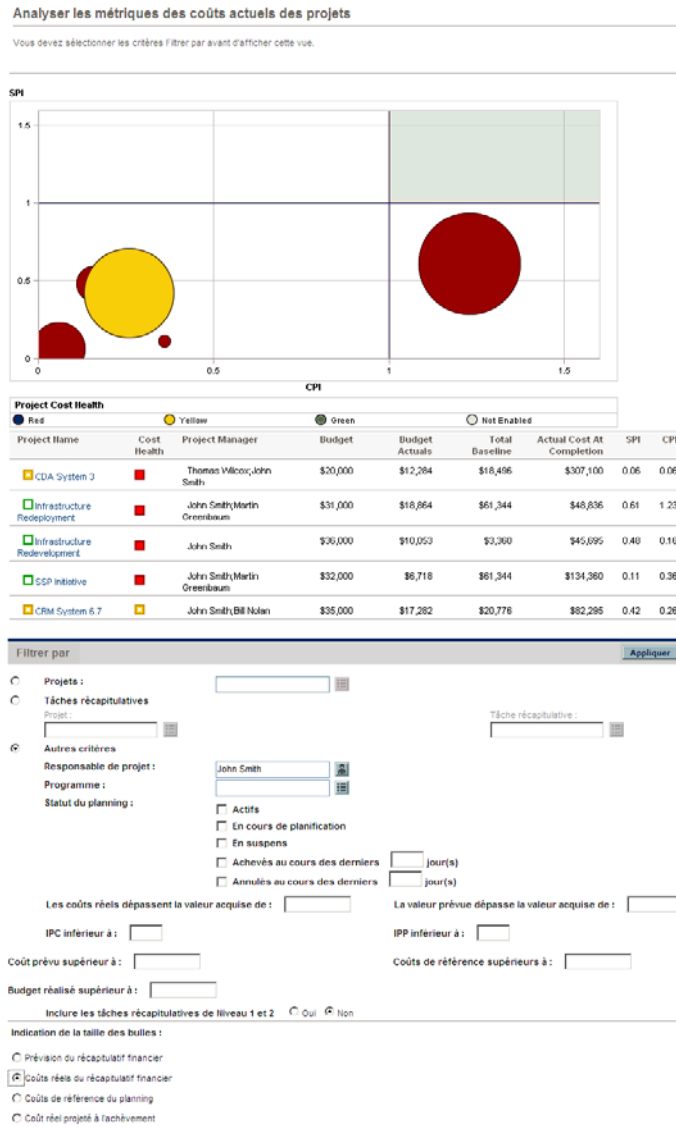 Analyser les métriques des coûts actuels des projets
Vous devez sélectionner les critères Filtrer par avant d'afficher cette vue.
SPI
1.5
1
0.5
0
0 0.5 1 1.5
CPI
Project Cost Health
Red Yellow Green Not Enabled
Project Name Cost Health Project Manager Budget Budget Actuals Total Baseline Actual Cost At Completion SPI CPI
CDA System 3 Thomas Wilcox;John Smith $20,000 $12,284 $18,496 $307,100 0.06 0.06
Infrastructure Redeployment John Smith;Martin Greenbaum $31,000 $18,864 $61,344 $48,836 0.61 1.23
Infrastructure Redevelopment John Smith $36,000 $10,053 $3,360 $45,695 0.48 0.16
SSP Initiative John Smith;Martin Greenbaum $32,000 $6,718 $61,344 $134,360 0.11 0.36
CRM System 6.7 John Smith;Bill Nolan $35,000 $17,282 $20,776 $82,295 0.42 0.26
Filtrer par Appliquer
Projets :
Tâches récapitulatives
Projet : Tâche récapitulative :
Autres critères
Responsable de projet : John Smith
Programme :
Statut du planning :
Actifs
En cours de planification
En suspens
Achevés au cours des derniers jour(s)
Annulés au cours des derniers jour(s)
Les coûts réels dépassent la valeur acquise de : La valeur prévue dépasse la valeur acquise de :
IPC inférieur à : IPP inférieur à :
Coût prévu supérieur à : Coûts de référence supérieurs à :
Budget réalisé supérieur à :
Inclure les tâches récapitulatives de Niveau 1 et 2 Oui Non
Indication de la taille des bulles :
Prévision du récapitulatif financier
Coûts réels du récapitulatif financier
Coûts de référence du planning
Coût réel projeté à l'achèvement